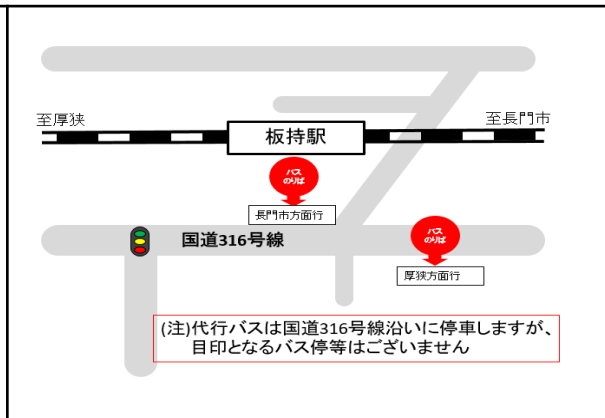 至厚狭
至長門市
板持駅
バス
のりば
長門市方面行
バス
のりば
国道316号線
厚狭方面行
(注)代行バスは国道316号線沿いに停車しますが、
目印となるバス停等はございません